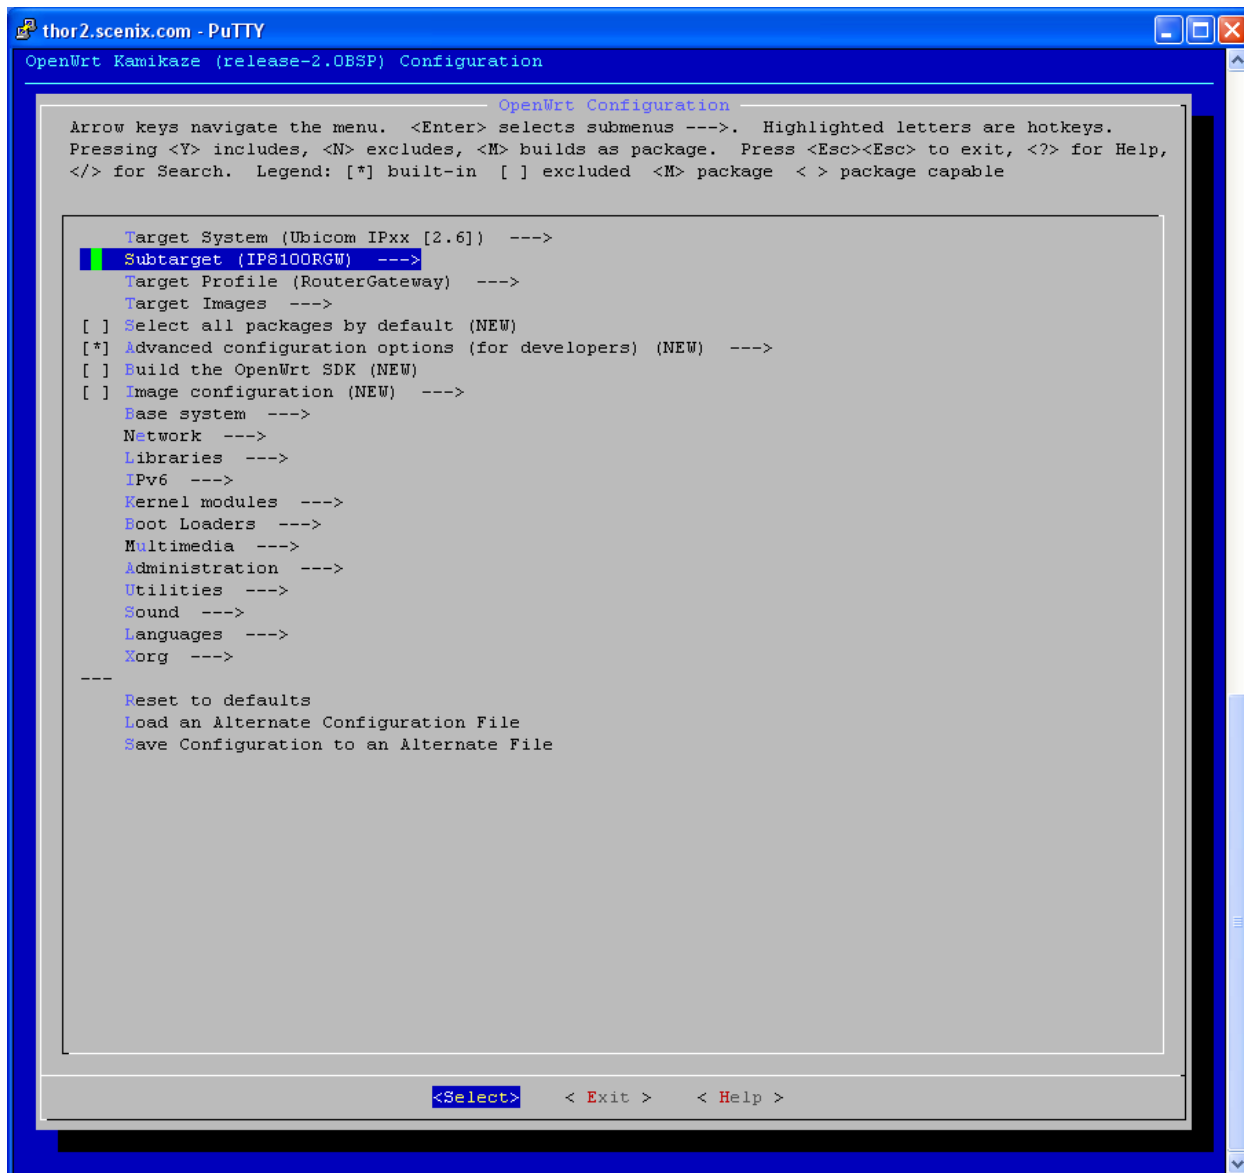 thor2.scenix.com - PuTTY
OpenWrt Kamikaze (release-2.0BSP) Configuration
OpenWrt Configuration
Arrow keys navigate the menu.  <Enter> selects submenus --->.  Highlighted letters are hotkeys.
Pressing <Y> includes, <N> excludes, <M> builds as package.  Press <Esc><Esc> to exit, <?> for Help,
</> for Search.  Legend: [*] built-in  [ ] excluded  <M> package  < > package capable
Target System (Ubicom IPxx [2.6])  --->
Subtarget (IP8100RGW)  --->
Target Profile (RouterGateway)  --->
Target Images  --->
[ ] Select all packages by default (NEW)
[*] Advanced configuration options (for developers) (NEW)  --->
[ ] Build the OpenWrt SDK (NEW)
[ ] Image configuration (NEW)  --->
Base system  --->
Network  --->
Libraries  --->
IPv6  --->
Kernel modules  --->
Boot Loaders  --->
Multimedia  --->
Administration  --->
Utilities  --->
Sound  --->
Languages  --->
Xorg  --->
---
Reset to defaults
Load an Alternate Configuration File
Save Configuration to an Alternate File
<Select>    < Exit >    < Help >